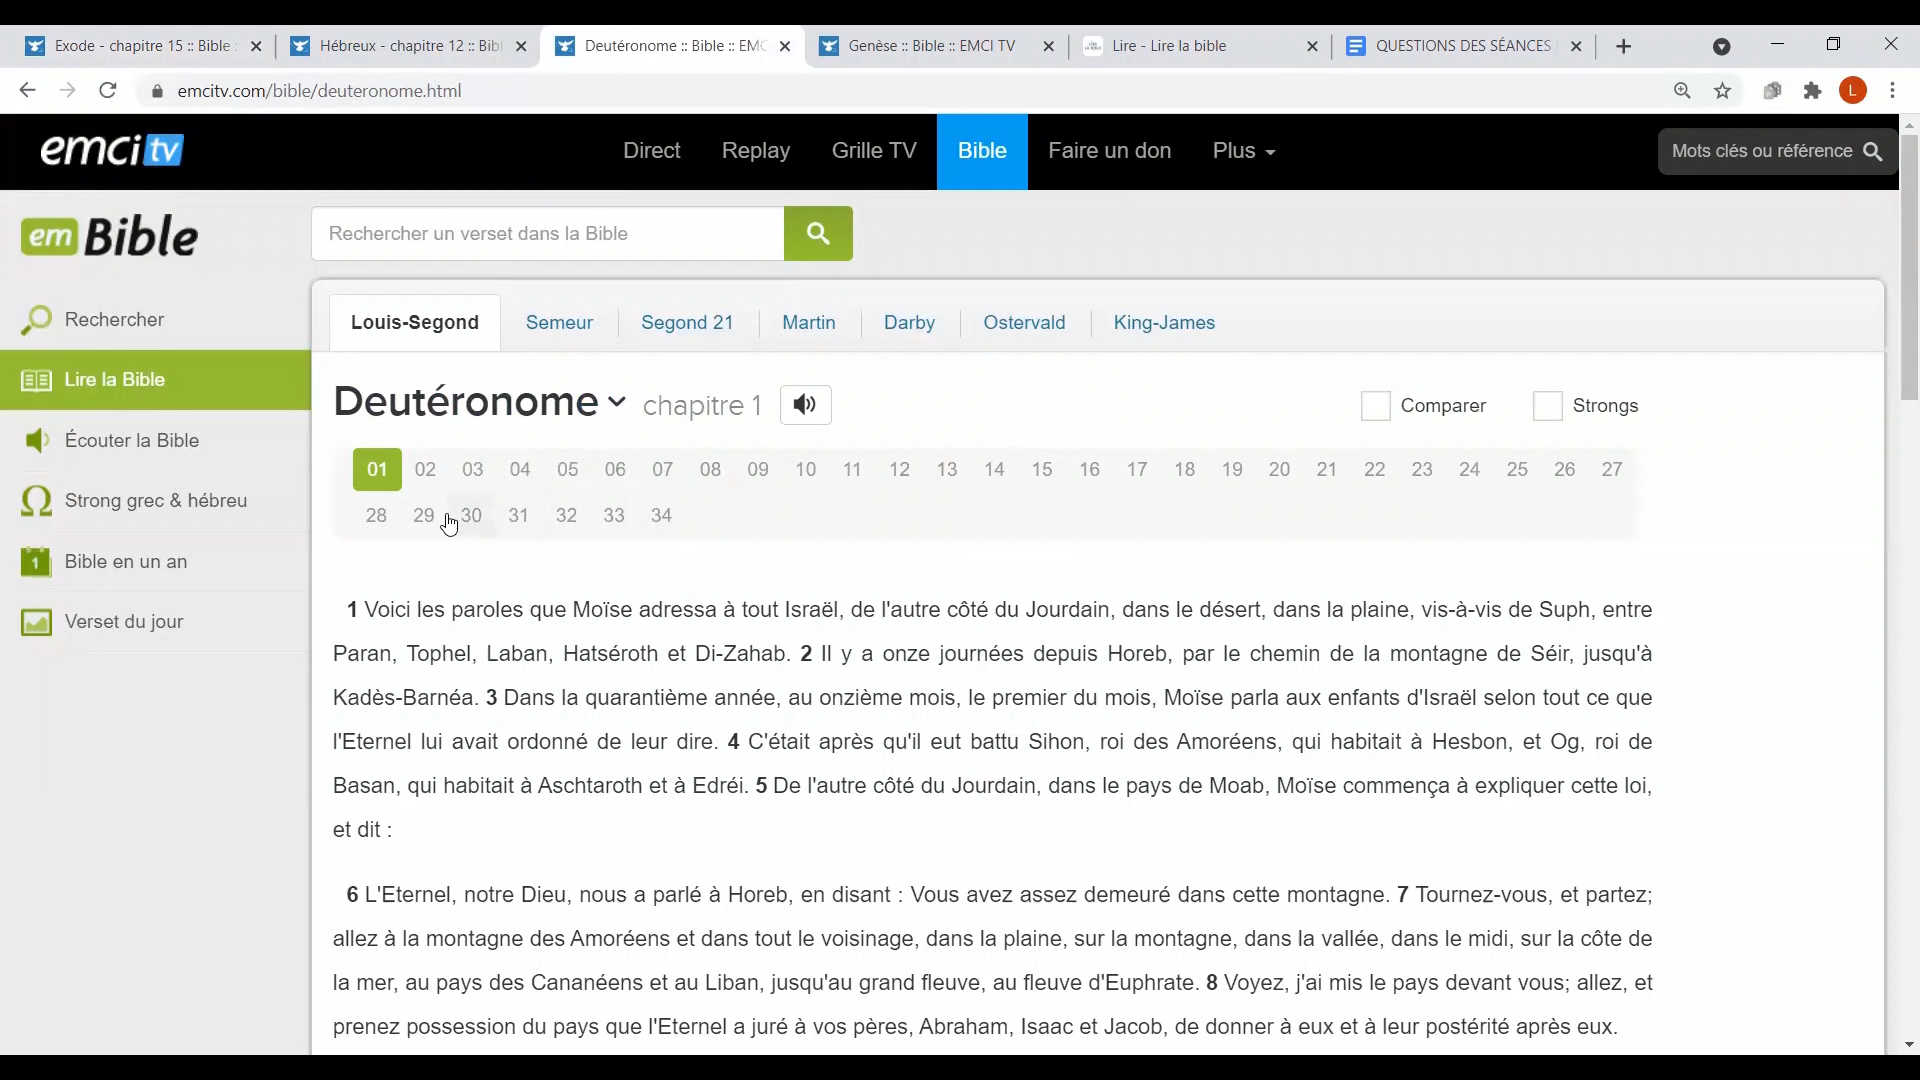 Exode - chapitre 15 :: Bible :
Hébreux - chapitre 12 :: Bib
Deutéronome :: Bible :: EMC
Genèse :: Bible :: EMCI TV
Lire - Lire la bible
QUESTIONS DES SÉANCES
emcitv.com/bible/deuteronome.html
L
emci tv
Direct
Replay
Grille TV
Bible
Faire un don
Plus
Mots clés ou référence
em Bible
Rechercher un verset dans la Bible
Rechercher
Lire la Bible
Écouter la Bible
Strong grec & hébreu
1
Bible en un an
Verset du jour
Louis-Segond
Semeur
Segond 21
Martin
Darby
Ostervald
King-James
Deutéronome chapitre 1
Comparer
Strongs
01 02 03 04 05 06 07 08 09 10 11 12 13 14 15 16 17 18 19 20 21 22 23 24 25 26 27
28 29 30 31 32 33 34
1 Voici les paroles que Moïse adressa à tout Israël, de l'autre côté du Jourdain, dans le désert, dans la plaine, vis-à-vis de Suph, entre
Paran, Tophel, Laban, Hatséroth et Di-Zahab. 2 Il y a onze journées depuis Horeb, par le chemin de la montagne de Séir, jusqu'à
Kadès-Barnéa. 3 Dans la quarantième année, au onzième mois, le premier du mois, Moïse parla aux enfants d'Israël selon tout ce que
l'Eternel lui avait ordonné de leur dire. 4 C'était après qu'il eut battu Sihon, roi des Amoréens, qui habitait à Hesbon, et Og, roi de
Basan, qui habitait à Aschtaroth et à Edréi. 5 De l'autre côté du Jourdain, dans le pays de Moab, Moïse commença à expliquer cette loi,
et dit :
6 L'Eternel, notre Dieu, nous a parlé à Horeb, en disant : Vous avez assez demeuré dans cette montagne. 7 Tournez-vous, et partez;
allez à la montagne des Amoréens et dans tout le voisinage, dans la plaine, sur la montagne, dans la vallée, dans le midi, sur la côte de
la mer, au pays des Cananéens et au Liban, jusqu'au grand fleuve, au fleuve d'Euphrate. 8 Voyez, j'ai mis le pays devant vous; allez, et
prenez possession du pays que l'Eternel a juré à vos pères, Abraham, Isaac et Jacob, de donner à eux et à leur postérité après eux.